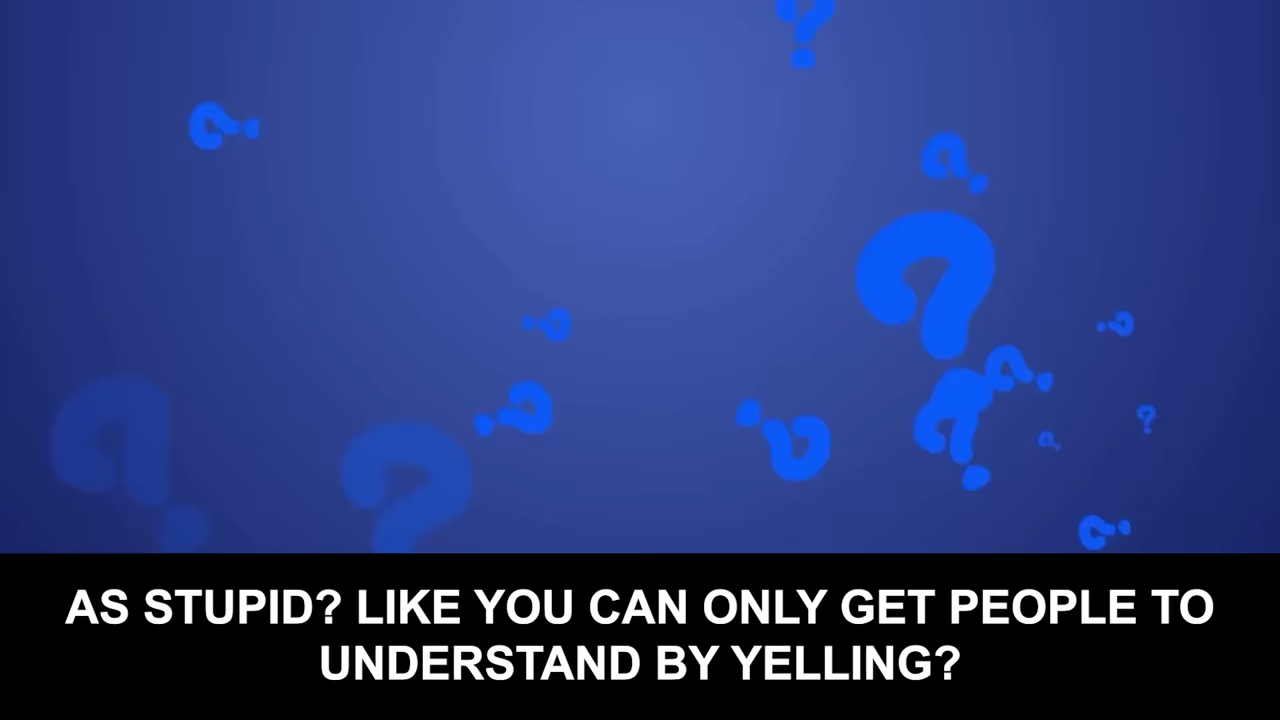 AS STUPID? LIKE YOU CAN ONLY GET PEOPLE TO
UNDERSTAND BY YELLING?